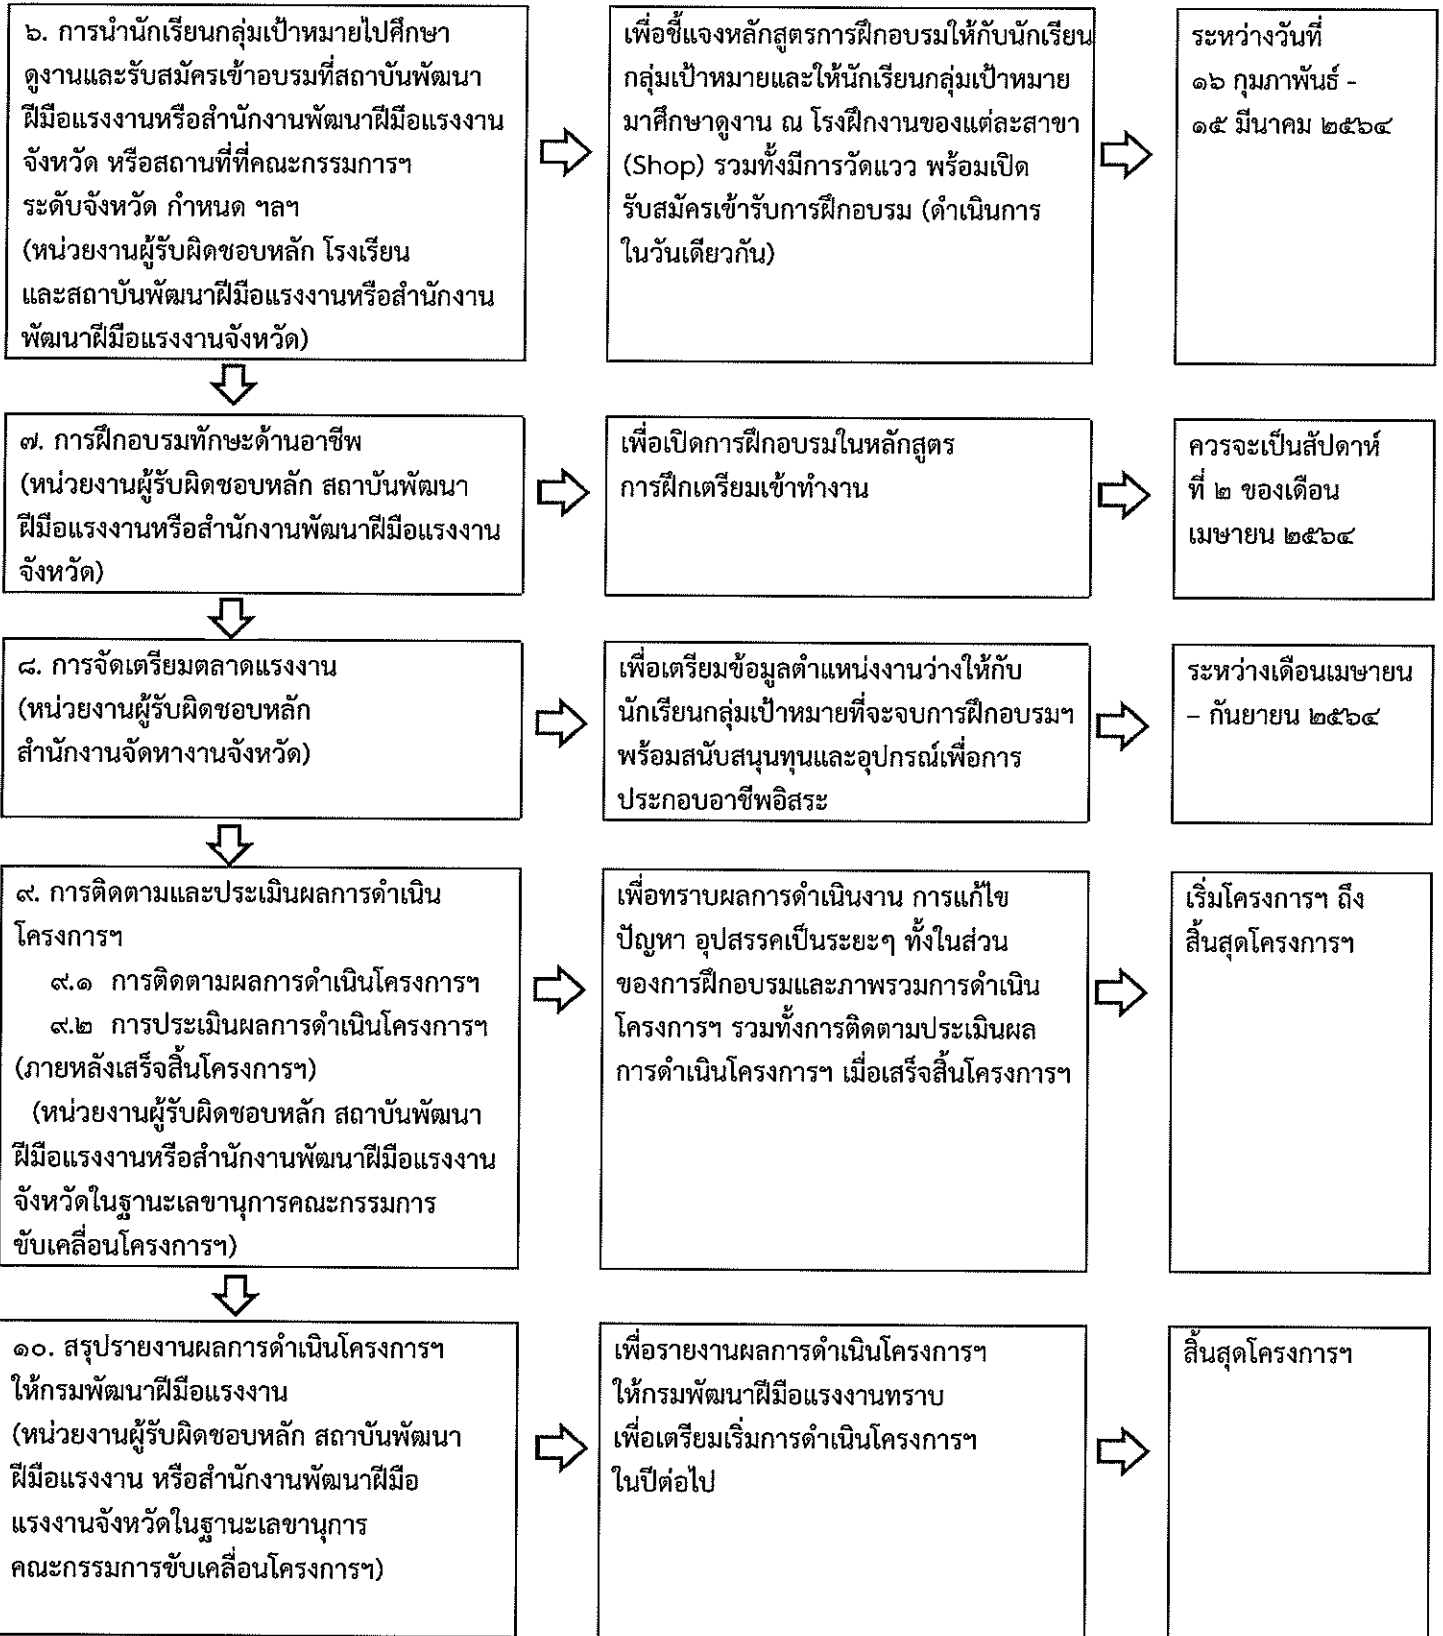 ๖. การนำนักเรียนกลุ่มเป้าหมายไปศึกษา
ดูงานและรับสมัครเข้าอบรมที่สถาบันพัฒนา
ฝีมือแรงงานหรือสำนักงานพัฒนาฝีมือแรงงาน
จังหวัด หรือสถานที่ที่คณะกรรมการฯ
ระดับจังหวัด กำหนด ฯลฯ
(หน่วยงานผู้รับผิดชอบหลัก โรงเรียน
และสถาบันพัฒนาฝีมือแรงงานหรือสำนักงาน
พัฒนาฝีมือแรงงานจังหวัด)
เพื่อชี้แจงหลักสูตรการฝึกอบรมให้กับนักเรียน
กลุ่มเป้าหมายและให้นักเรียนกลุ่มเป้าหมาย
มาศึกษาดูงาน ณ โรงฝึกงานของแต่ละสาขา
(Shop) รวมทั้งมีการวัดแวว พร้อมเปิด
รับสมัครเข้ารับการฝึกอบรม (ดำเนินการ
ในวันเดียวกัน)
ระหว่างวันที่
๑๖ กุมภาพันธ์ -
๑๕ มีนาคม ๒๕๖๔
๗. การฝึกอบรมทักษะด้านอาชีพ
(หน่วยงานผู้รับผิดชอบหลัก สถาบันพัฒนา
ฝีมือแรงงานหรือสำนักงานพัฒนาฝีมือแรงงาน
จังหวัด)
เพื่อเปิดการฝึกอบรมในหลักสูตร
การฝึกเตรียมเข้าทำงาน
ควรจะเป็นสัปดาห์
ที่ ๒ ของเดือน
เมษายน ๒๕๖๔
๘. การจัดเตรียมตลาดแรงงาน
(หน่วยงานผู้รับผิดชอบหลัก
สำนักงานจัดหางานจังหวัด)
เพื่อเตรียมข้อมูลตำแหน่งงานว่างให้กับ
นักเรียนกลุ่มเป้าหมายที่จะจบการฝึกอบรมฯ
พร้อมสนับสนุนทุนและอุปกรณ์เพื่อการ
ประกอบอาชีพอิสระ
ระหว่างเดือนเมษายน
– กันยายน ๒๕๖๔
๙. การติดตามและประเมินผลการดำเนิน
โครงการฯ
๙.๑ การติดตามผลการดำเนินโครงการฯ
๙.๒ การประเมินผลการดำเนินโครงการฯ
(ภายหลังเสร็จสิ้นโครงการฯ)
(หน่วยงานผู้รับผิดชอบหลัก สถาบันพัฒนา
ฝีมือแรงงานหรือสำนักงานพัฒนาฝีมือแรงงาน
จังหวัดในฐานะเลขานุการคณะกรรมการ
ขับเคลื่อนโครงการฯ)
เพื่อทราบผลการดำเนินงาน การแก้ไข
ปัญหา อุปสรรคเป็นระยะๆ ทั้งในส่วน
ของการฝึกอบรมและภาพรวมการดำเนิน
โครงการฯ รวมทั้งการติดตามประเมินผล
การดำเนินโครงการฯ เมื่อเสร็จสิ้นโครงการฯ
เริ่มโครงการฯ ถึง
สิ้นสุดโครงการฯ
๑๐. สรุปรายงานผลการดำเนินโครงการฯ
ให้กรมพัฒนาฝีมือแรงงาน
(หน่วยงานผู้รับผิดชอบหลัก สถาบันพัฒนา
ฝีมือแรงงาน หรือสำนักงานพัฒนาฝีมือ
แรงงานจังหวัดในฐานะเลขานุการ
คณะกรรมการขับเคลื่อนโครงการฯ)
เพื่อรายงานผลการดำเนินโครงการฯ
ให้กรมพัฒนาฝีมือแรงงานทราบ
เพื่อเตรียมเริ่มการดำเนินโครงการฯ
ในปีต่อไป
สิ้นสุดโครงการฯ